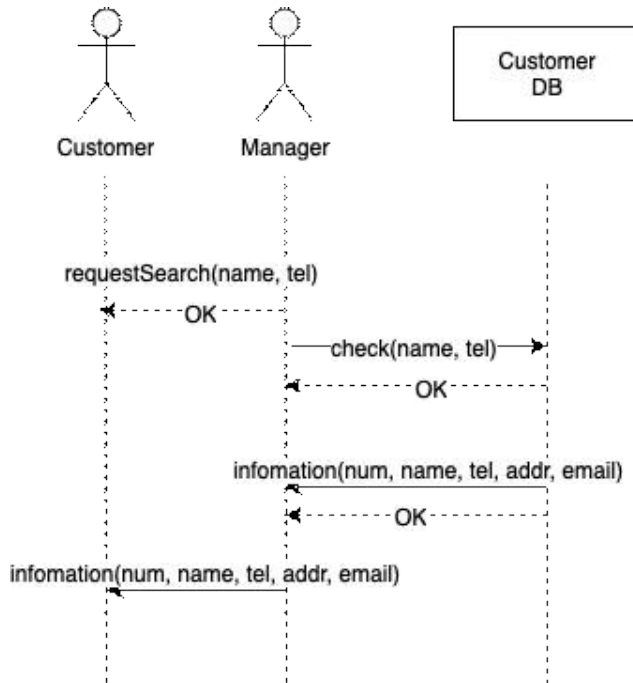 Customer
Manager
Customer
DB
requestSearch(name, tel)
OK
check(name, tel)
OK
infomation(num, name, tel, addr, email)
OK
infomation(num, name, tel, addr, email)